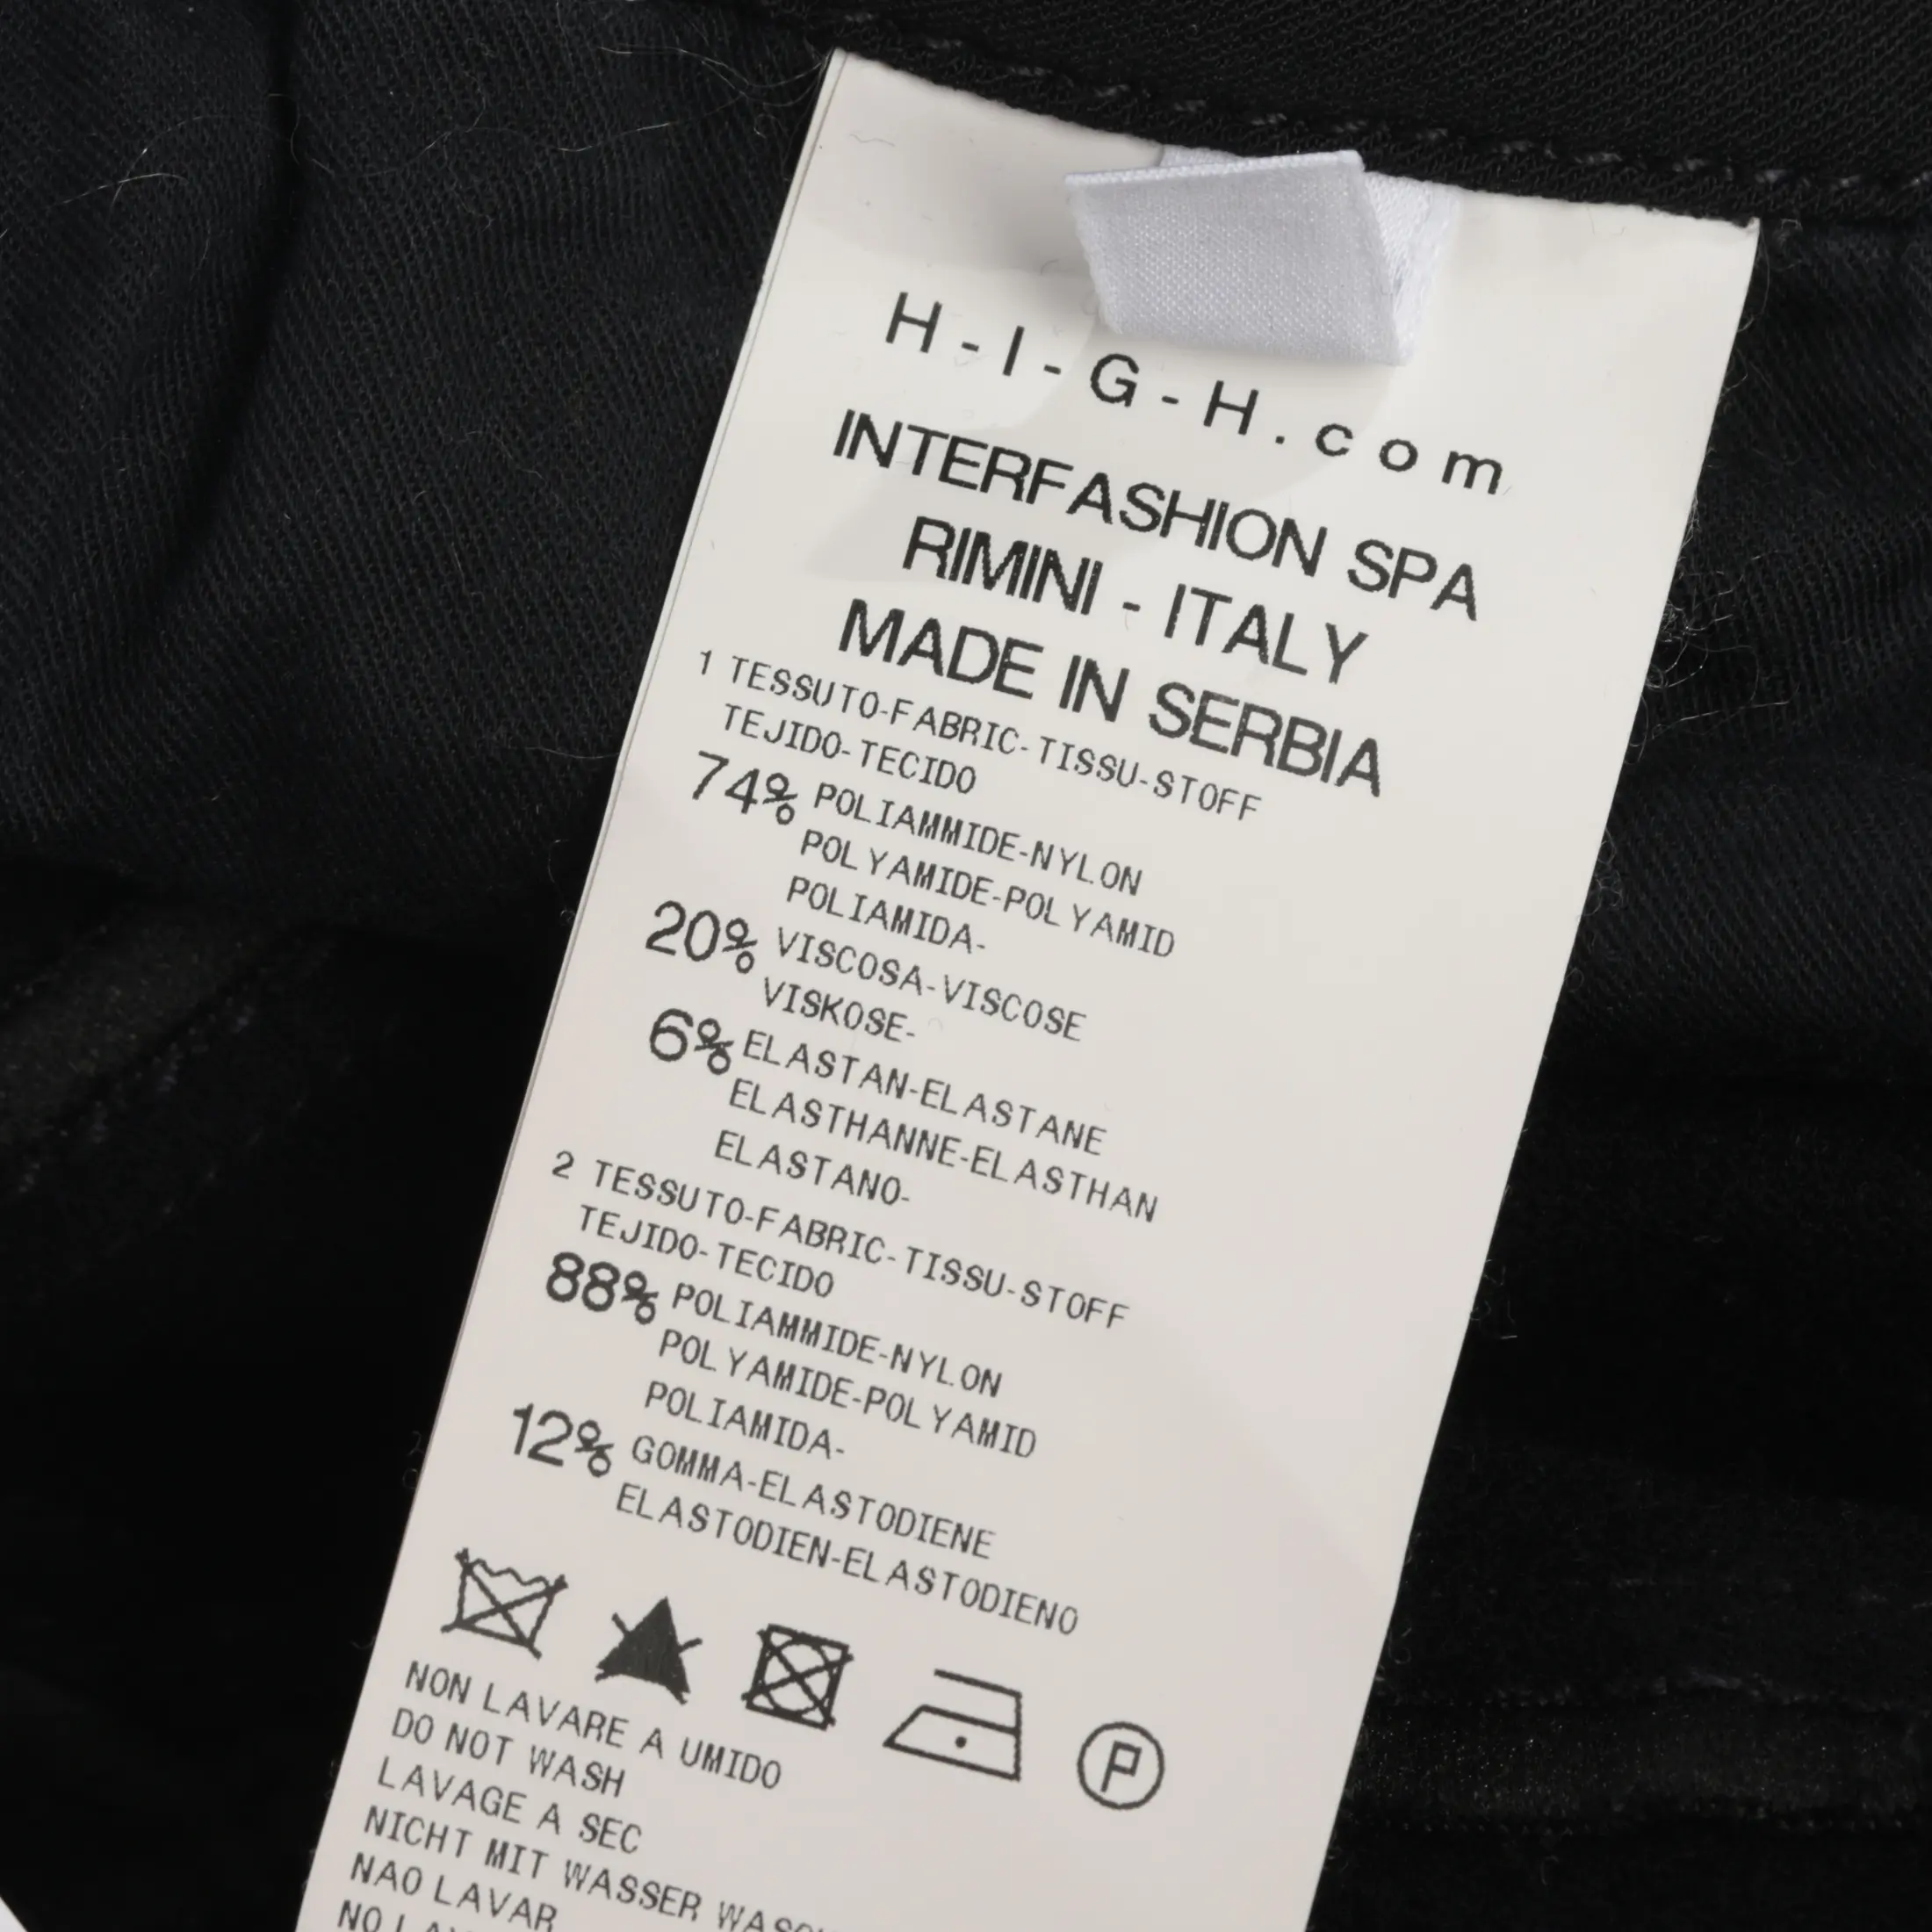 H-I-G-H.com
INTERFASHION SPA
RIMINI - ITALY
MADE IN SERBIA
1 TESSUTO-FABRIC-TISSU-STOFF
TEJIDO-TECIDO
74% POLIAMMIDE-NYLON
POLYAMIDE-POLYAMID
POLIAMIDA-
20% VISCOSA-VISCOSE
VISKOSE-
6% ELASTAN-ELASTANE
ELASTHANNE-ELASTHAN
ELASTANO-
2 TESSUTO-FABRIC-TISSU-STOFF
TEJIDO-TECIDO
88% POLIAMMIDE-NYLON
POLYAMIDE-POLYAMID
POLIAMIDA-
12% GOMMA-ELASTODIENE
ELASTODIEN-ELASTODIENO
P
NON LAVARE A UMIDO
DO NOT WASH
LAVAGE A SEC
NICHT MIT WASSER
NAO LAVAR
NO